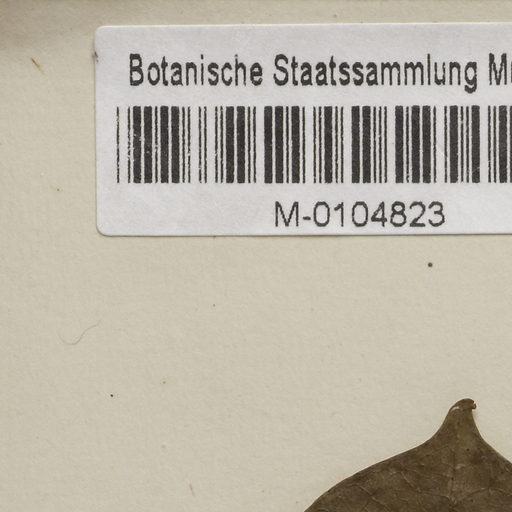 Botanische Staatssammlung
M-0104823